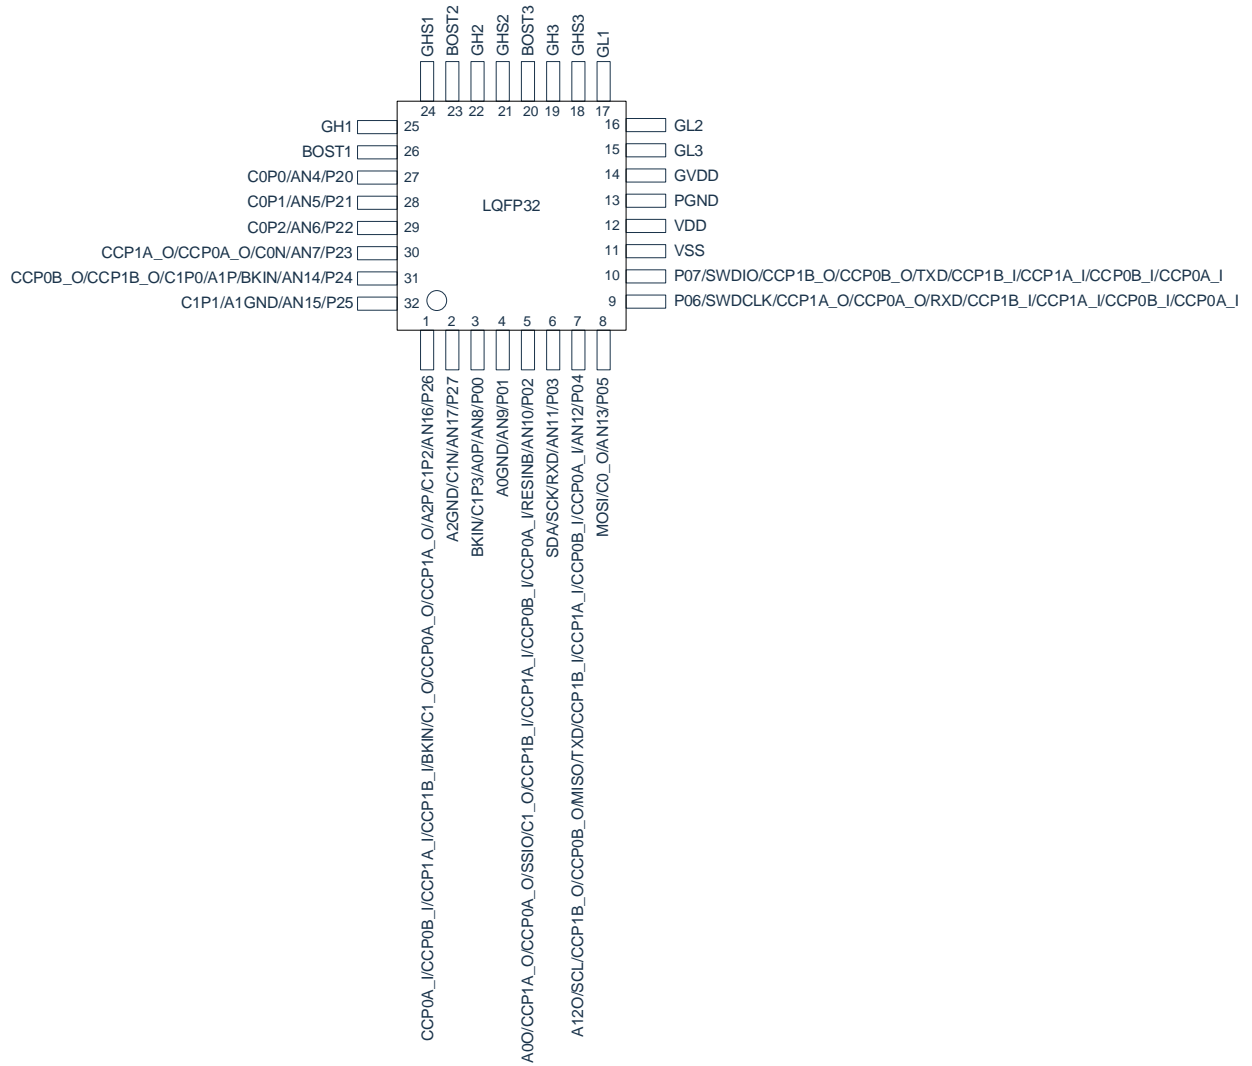 GHS1
BOST2
GH2
GHS2
BOST3
GH3
GHS3
GL1
24 23 22 21 20 19 18 17
GH1 25
16 GL2
BOST1 26
15 GL3
C0P0/AN4/P20 27
14 GVDD
C0P1/AN5/P21 28
13 PGND
LQFP32
C0P2/AN6/P22 29
12 VDD
CCP1A_O/CCP0A_O/C0N/AN7/P23 30
11 VSS
CCP0B_O/CCP1B_O/C1P0/A1P/BKIN/AN14/P24 31
10 P07/SWDIO/CCP1B_O/CCP0B_O/TXD/CCP1B_I/CCP1A_I/CCP0B_I/CCP0A_I
C1P1/A1GND/AN15/P25 32
9 P06/SWDCLK/CCP1A_O/CCP0A_O/RXD/CCP1B_I/CCP1A_I/CCP0B_I/CCP0A_I
1 2 3 4 5 6 7 8
CCP0A_I/CCP0B_I/CCP1A_I/CCP1B_I/BKIN/C1_O/CCP0A_O/CCP1A_O/A2P/C1P2/AN16/P26
A2GND/C1N/AN17/P27
BKIN/C1P3/A0P/AN8/P00
A0GND/AN9/P01
A0O/CCP1A_O/CCP0A_O/SSIO/C1_O/CCP1B_I/CCP1A_I/CCP0B_I/CCP0A_I/RESINB/AN10/P02
SDA/SCK/RXD/AN11/P03
A12O/SCL/CCP1B_O/CCP0B_O/MISO/TXD/CCP1B_I/CCP1A_I/CCP0B_I/CCP0A_I/AN12/P04
MOSI/C0_O/AN13/P05